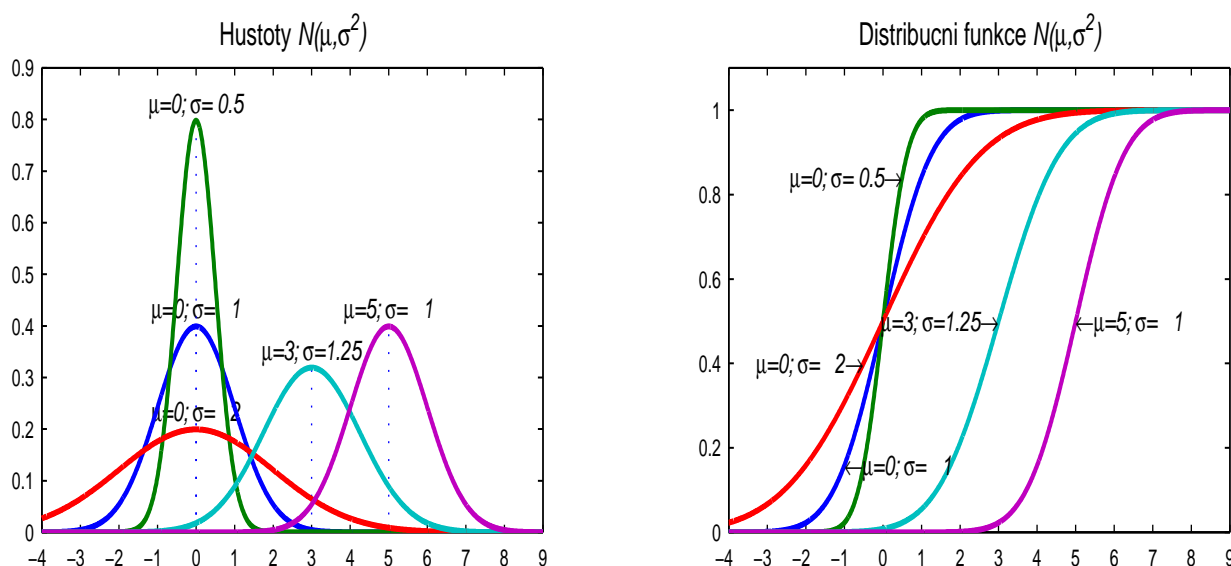 Hustoty N(μ,σ²)
0.9
0.8
0.7
0.6
0.5
0.4
0.3
0.2
0.1
0
μ=0; σ= 0.5
μ=0; σ= 1
μ=5; σ= 1
μ=3; σ=1.25
μ=0; σ= 2
−4 −3 −2 −1 0 1 2 3 4 5 6 7 8 9
Distribucni funkce N(μ,σ²)
1
0.8
0.6
0.4
0.2
0
μ=0; σ= 0.5→
μ=3; σ=1.25→
←μ=5; σ= 1
μ=0; σ= 2→
←μ=0; σ= 1
−4 −3 −2 −1 0 1 2 3 4 5 6 7 8 9